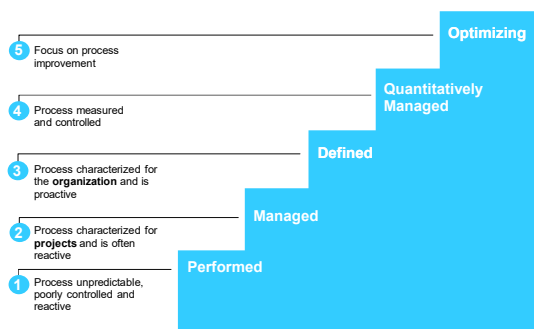 Optimizing
5
Focus on process
improvement
Quantitatively
Managed
4
Process measured
and controlled
Defined
3
Process characterized for
the organization and is
proactive
Managed
2
Process characterized for
projects and is often
reactive
Performed
1
Process unpredictable,
poorly controlled and
reactive